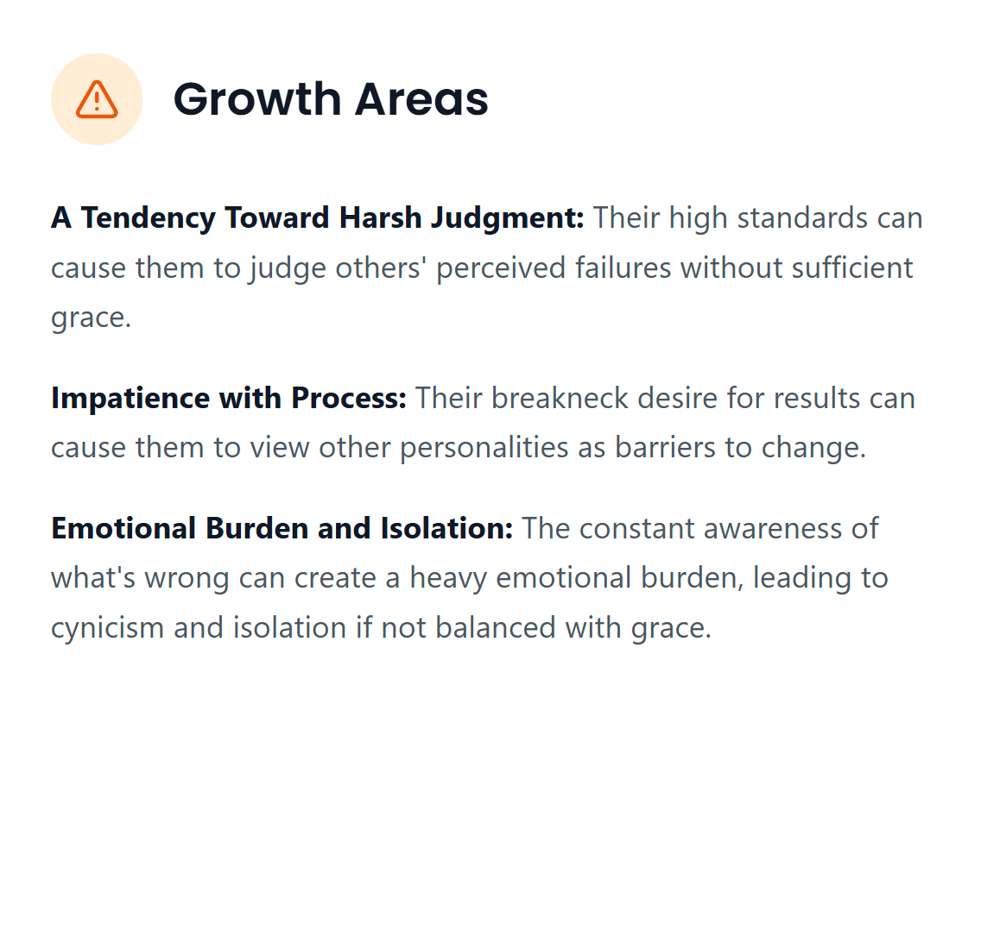 Growth Areas
A Tendency Toward Harsh Judgment: Their high standards can
cause them to judge others' perceived failures without sufficient
grace.
Impatience with Process: Their breakneck desire for results can
cause them to view other personalities as barriers to change.
Emotional Burden and Isolation: The constant awareness of
what's wrong can create a heavy emotional burden, leading to
cynicism and isolation if not balanced with grace.